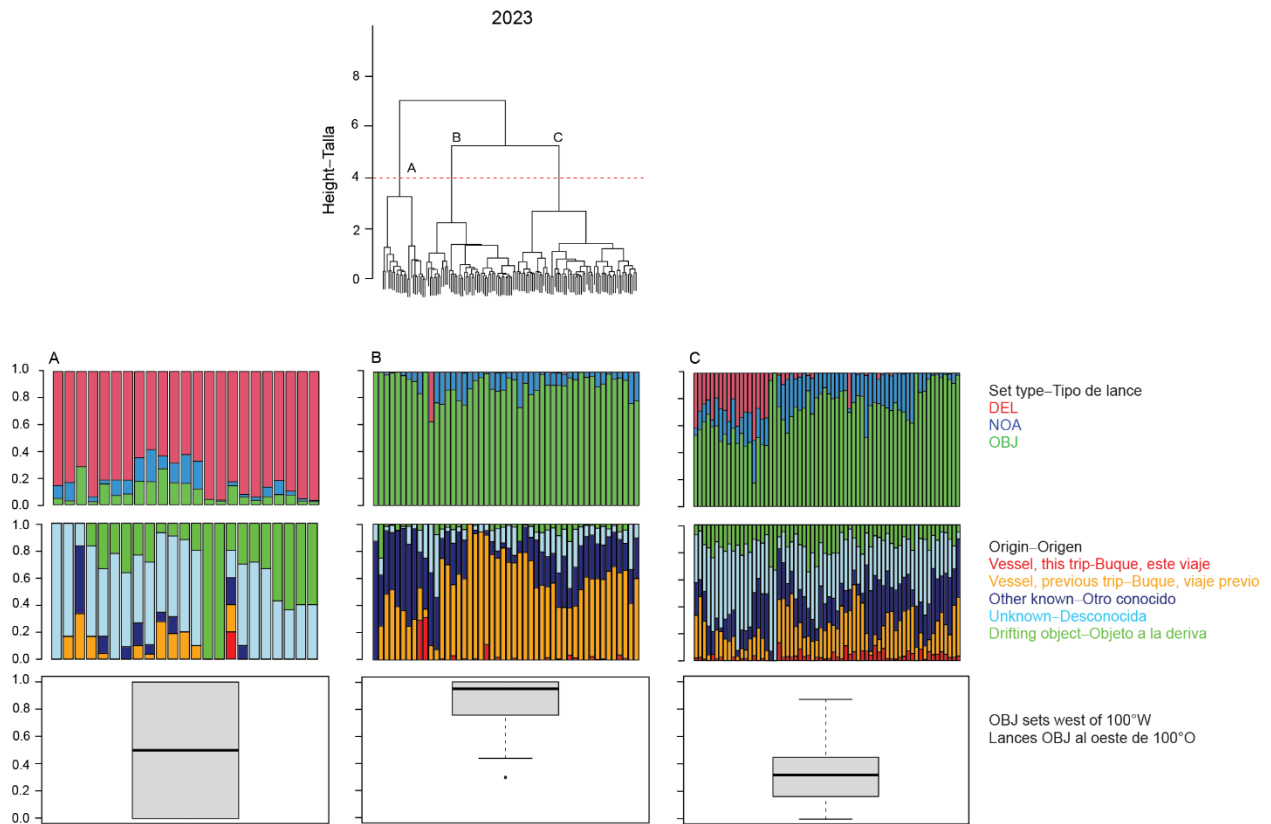 2023
Height–Talla
8
6
4
2
0
A
B
C
A
B
C
1.0
0.8
0.6
0.4
0.2
0.0
1.0
0.8
0.6
0.4
0.2
0.0
1.0
0.8
0.6
0.4
0.2
0.0
Set type–Tipo de lance
DEL
NOA
OBJ
Origin–Origen
Vessel, this trip-Buque, este viaje
Vessel, previous trip–Buque, viaje previo
Other known–Otro conocido
Unknown–Desconocida
Drifting object–Objeto a la deriva
OBJ sets west of 100°W
Lances OBJ al oeste de 100°O